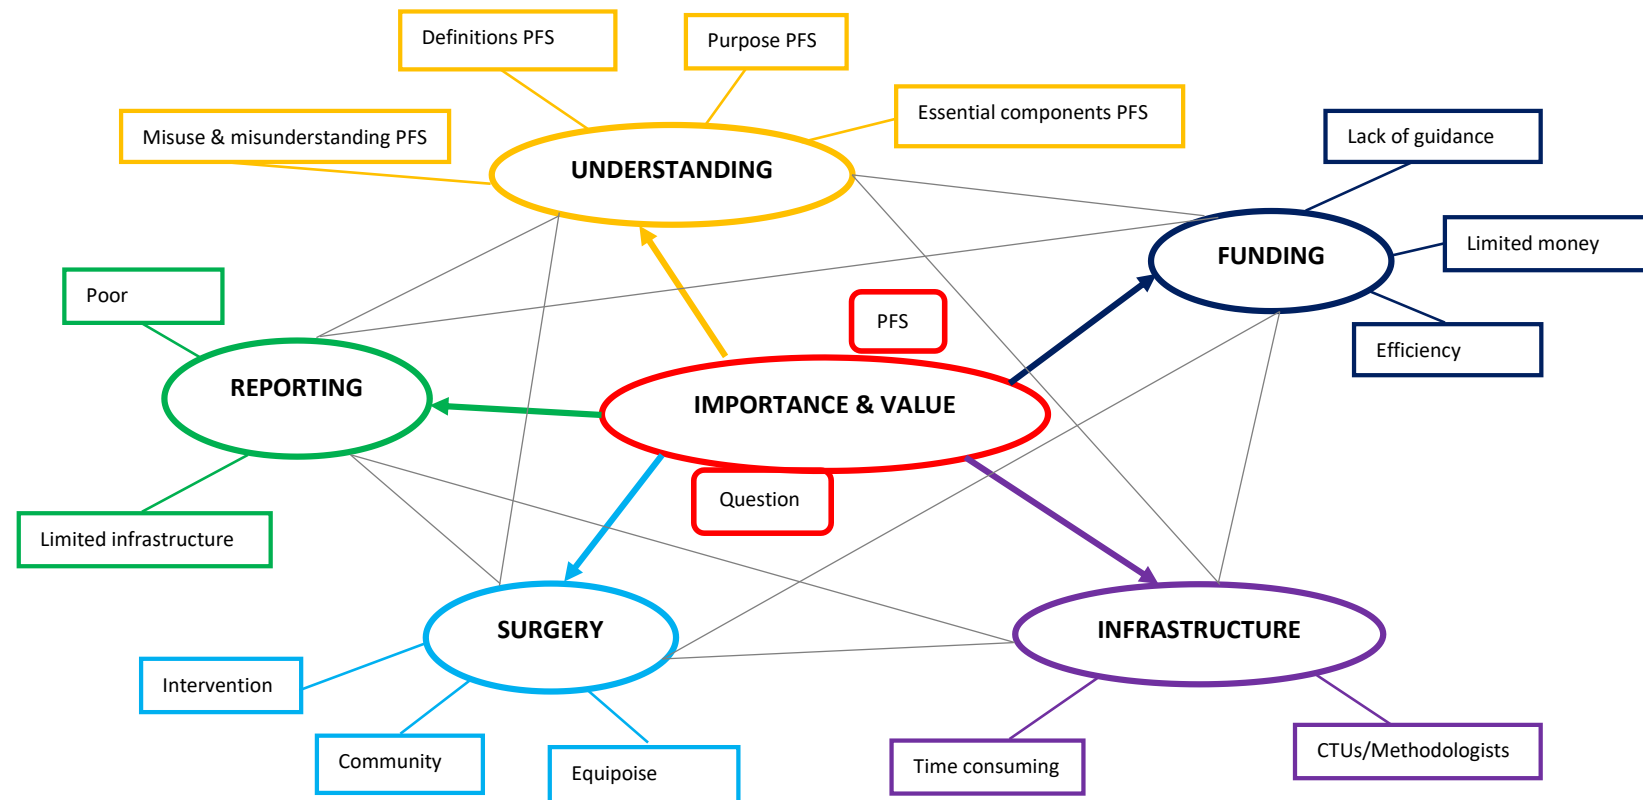 Definitions PFS
Purpose PFS
Essential components PFS
Misuse & misunderstanding PFS
UNDERSTANDING
Lack of guidance
Limited money
FUNDING
Efficiency
Poor
REPORTING
Limited infrastructure
PFS
IMPORTANCE & VALUE
Question
SURGERY
Intervention
Community
Equipoise
INFRASTRUCTURE
Time consuming
CTUs/Methodologists